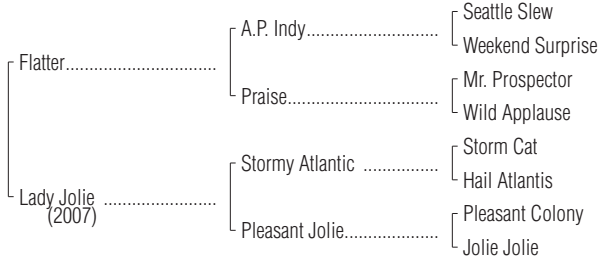 Seattle Slew
A.P. Indy
Weekend Surprise
Flatter
Mr. Prospector
Praise
Wild Applause
Storm Cat
Stormy Atlantic
Hail Atlantis
Lady Jolie
(2007)
Pleasant Colony
Pleasant Jolie
Jolie Jolie